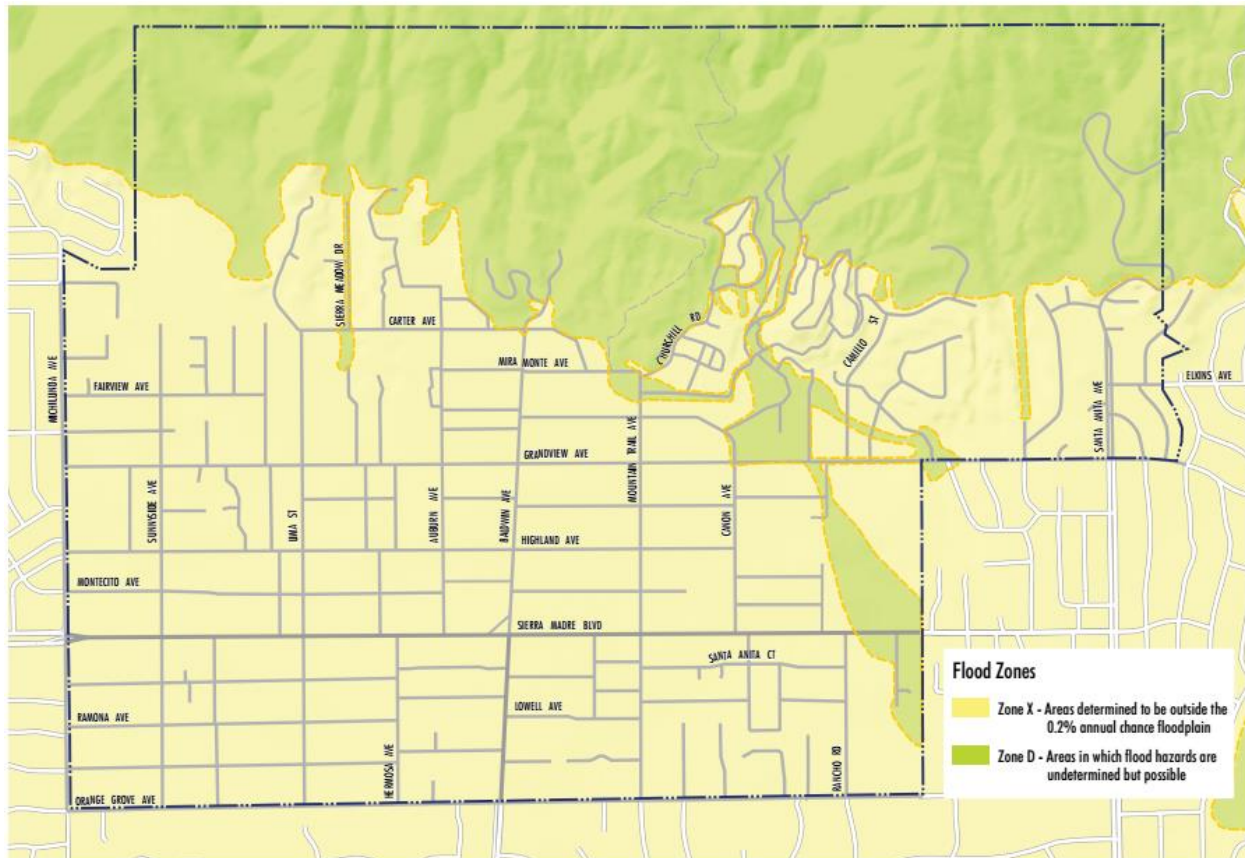 SIERRA MEADOW DR
CARTER AVE
CHURCHILL RD
CAMILLO ST
MIRA MONTE AVE
MICHILLINDA AVE
FAIRVIEW AVE
ELKINS AVE
SANTA ANITA AVE
GRANDVIEW AVE
MOUNTAIN TRAIL AVE
SUNNYSIDE AVE
LIMA ST
AUBURN AVE
BALDWIN AVE
CANON AVE
HIGHLAND AVE
MONTECITO AVE
SIERRA MADRE BLVD
SANTA ANITA CT
LOWELL AVE
RAMONA AVE
HERMOSA AVE
RANCHO RD
ORANGE GROVE AVE
Flood Zones
Zone X - Areas determined to be outside the
0.2% annual chance floodplain
Zone D - Areas in which flood hazards are
undetermined but possible